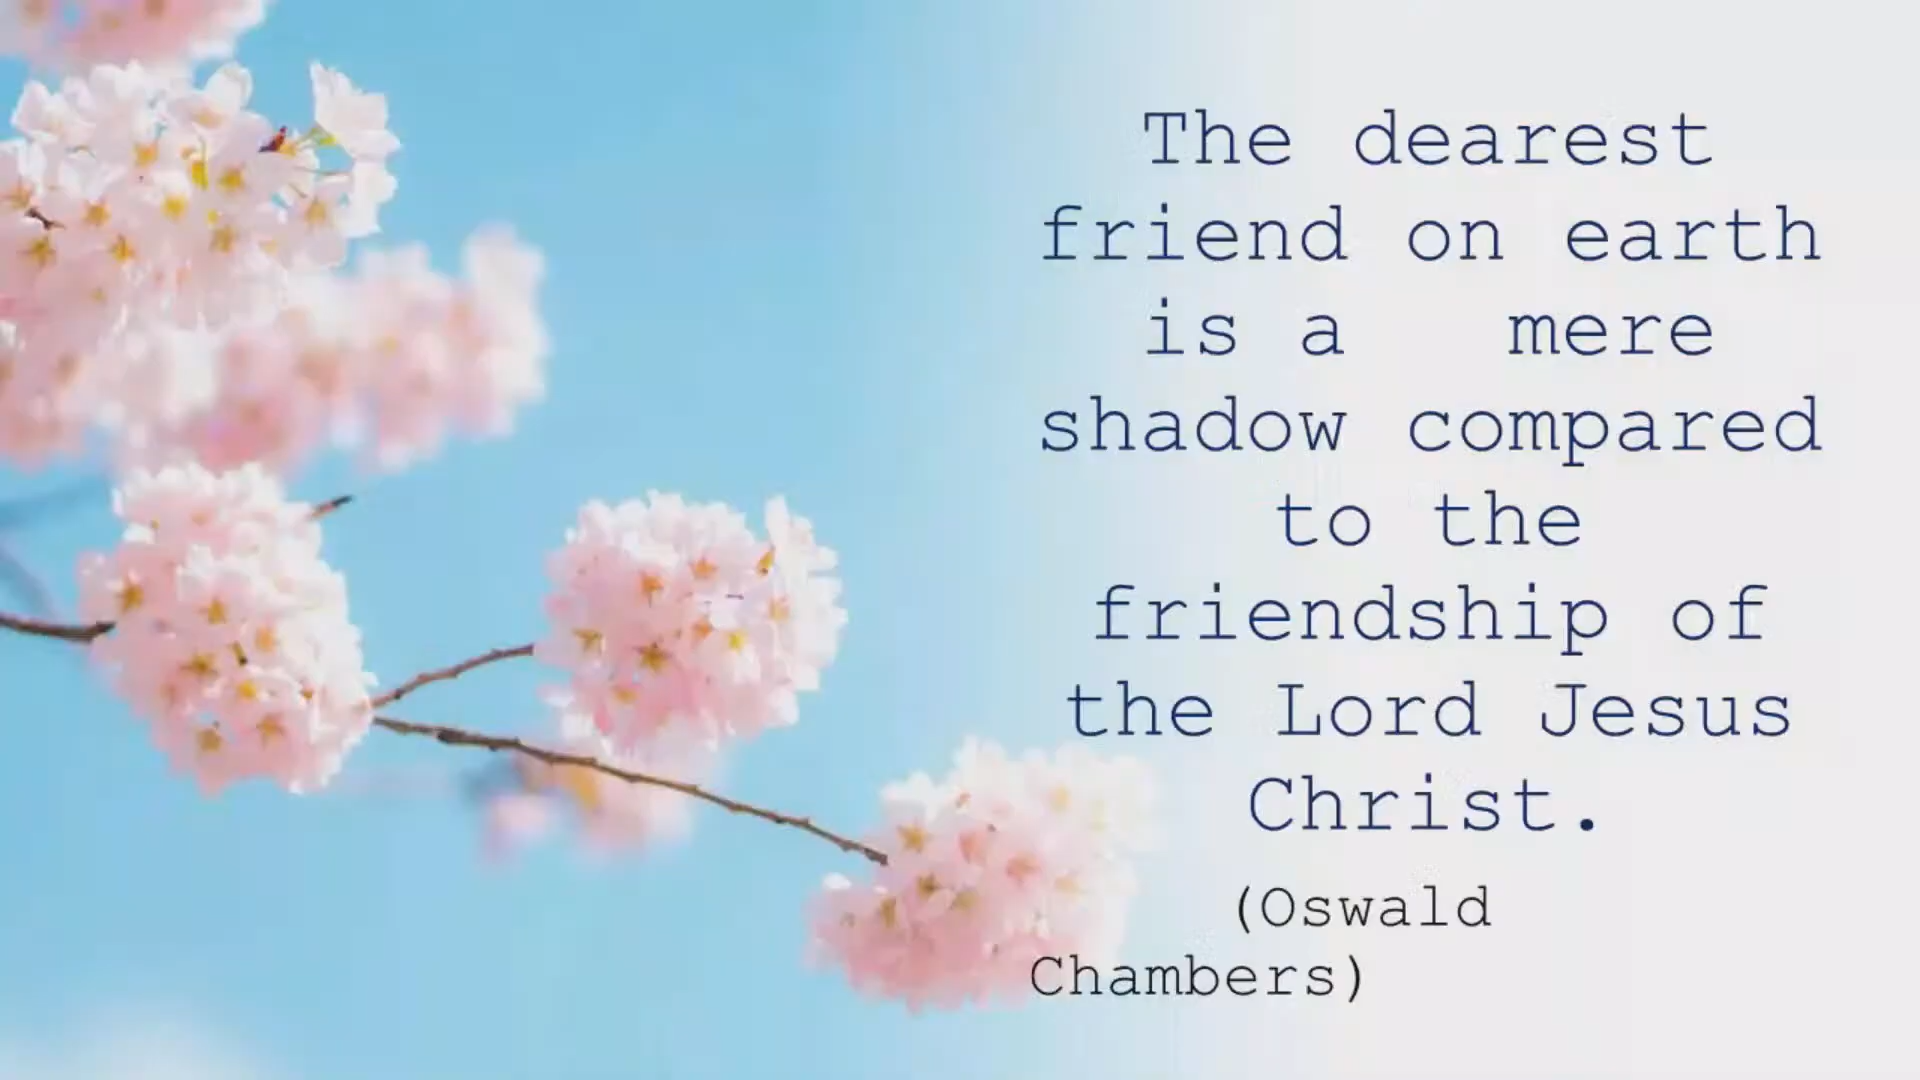 The dearest
friend on earth
is a   mere
shadow compared
to the
friendship of
the Lord Jesus
Christ.
(Oswald
Chambers)